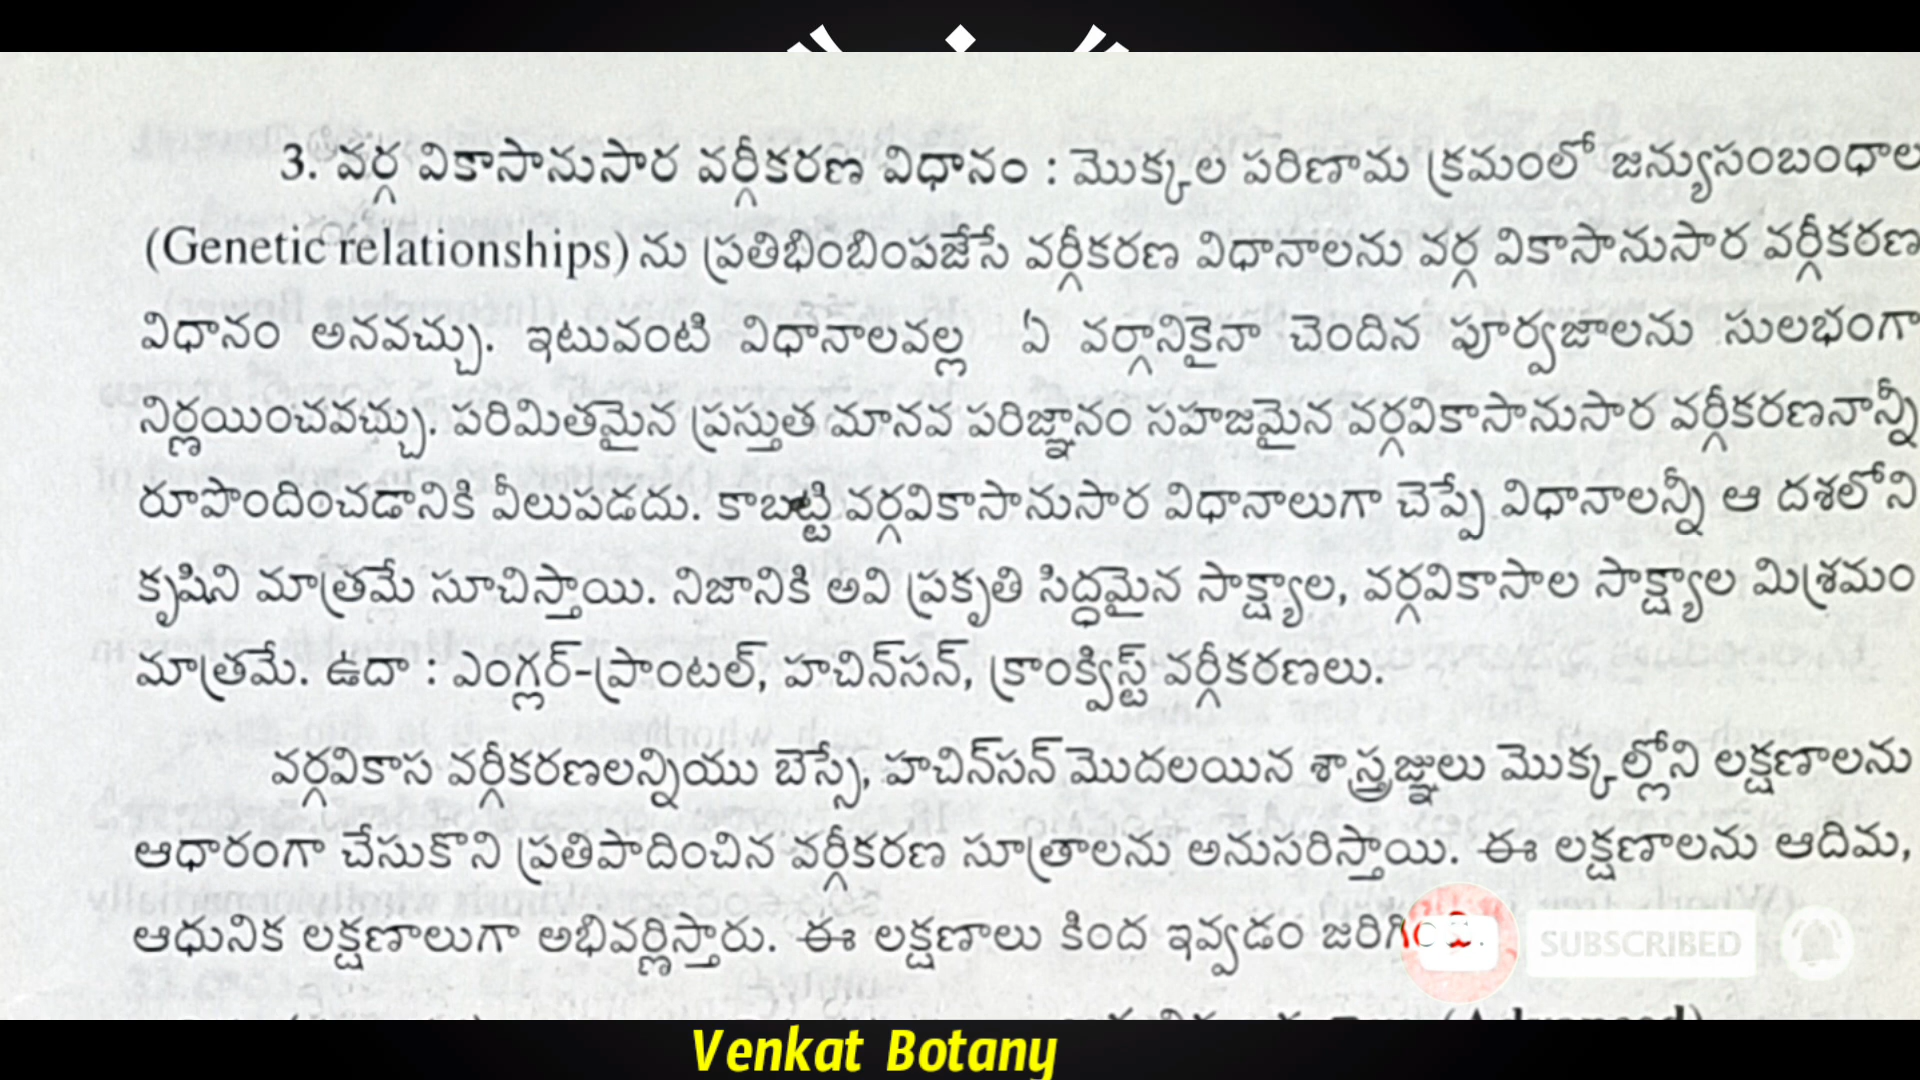 3. వర్గ వికాసానుసార వర్గీకరణ విధానం : మొక్కల పరిణామ క్రమంలో జన్యుసంబంధాల
(Genetic relationships) ను ప్రతిభింబింపజేసే వర్గీకరణ విధానాలను వర్గ వికాసానుసార వర్గీకరణ
విధానం అనవచ్చు. ఇటువంటి విధానాలవల్ల ఏ వర్గానికైనా చెందిన పూర్వజాలను సులభంగా
నిర్ణయించవచ్చు. పరిమితమైన ప్రస్తుత మానవ పరిజ్ఞానం సహజమైన వర్గవికాసానుసార వర్గీకరణనాన్నీ
రూపొందించడానికి వీలుపడదు. కాబట్టి వర్గవికాసానుసార విధానాలుగా చెప్పే విధానాలన్నీ ఆ దశలోని
కృషిని మాత్రమే సూచిస్తాయి. నిజానికి అవి ప్రకృతి సిద్ధమైన సాక్ష్యాల, వర్గవికాసాల సాక్ష్యాల మిశ్రమం
మాత్రమే. ఉదా : ఎంగ్లర్-ప్రాంటల్, హచిన్‌సన్, క్రాంక్విస్ట్ వర్గీకరణలు.
వర్గవికాస వర్గీకరణలన్నియు బెస్సే, హచిన్‌సన్ మొదలయిన శాస్త్రజ్ఞులు మొక్కల్లోని లక్షణాలను
ఆధారంగా చేసుకొని ప్రతిపాదించిన వర్గీకరణ సూత్రాలను అనుసరిస్తాయి. ఈ లక్షణాలను ఆదిమ,
ఆధునిక లక్షణాలుగా అభివర్ణిస్తారు. ఈ లక్షణాలు కింద ఇవ్వడం
SUBSCRIBED
Venkat Botany